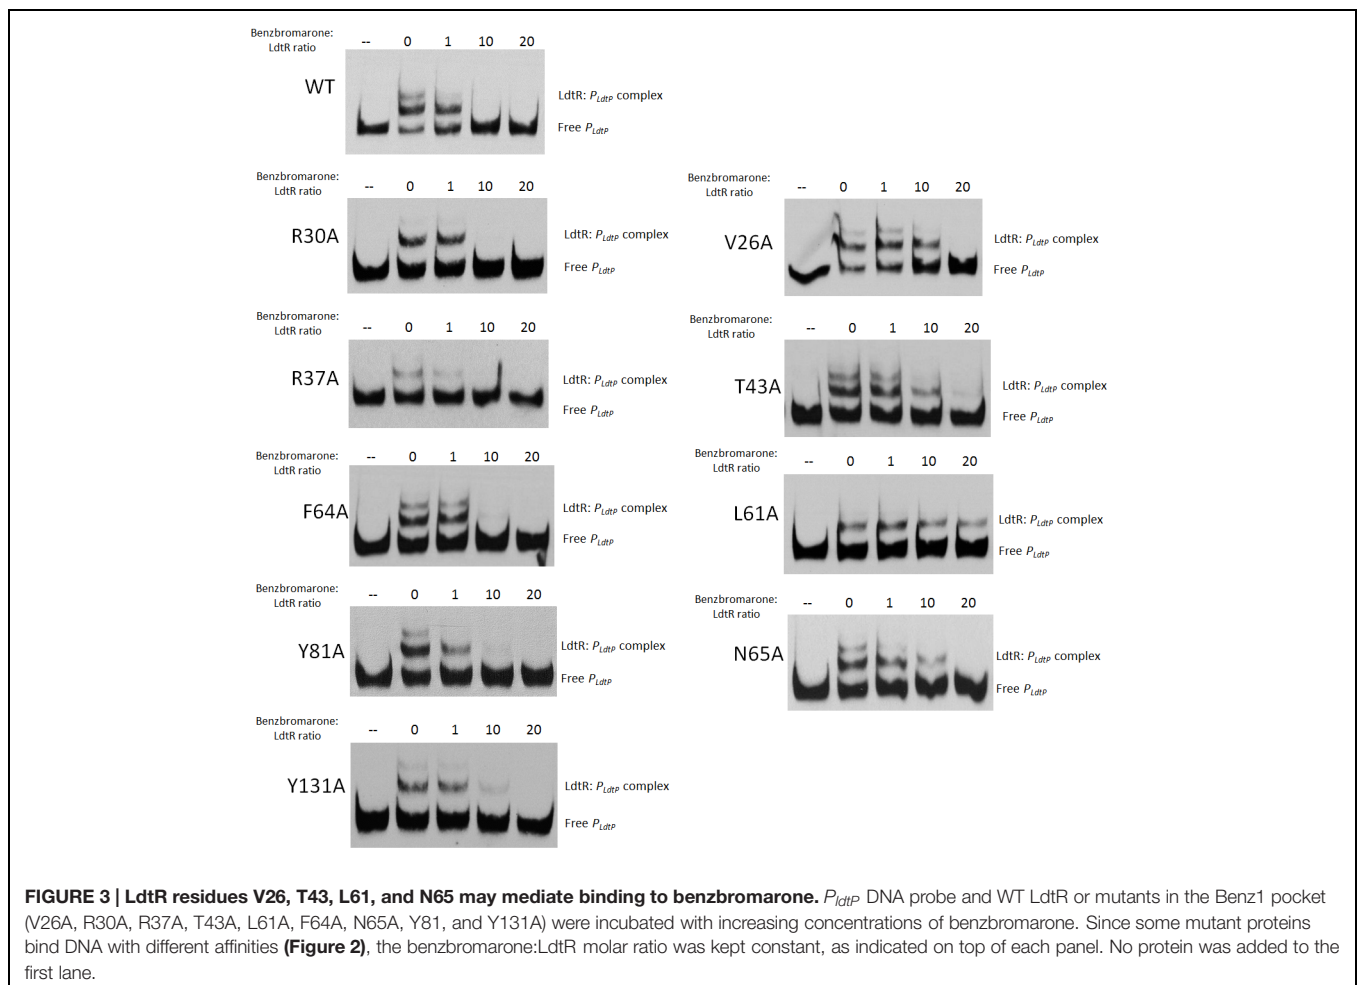 Benzbromarone:
LdtR ratio
-- 0 1 10 20
WT
LdtR: PLdtP complex
Free PLdtP
Benzbromarone:
LdtR ratio
-- 0 1 10 20
R30A
LdtR: PLdtP complex
Free PLdtP
Benzbromarone:
LdtR ratio
-- 0 1 10 20
R37A
LdtR: PLdtP complex
Free PLdtP
Benzbromarone:
LdtR ratio
-- 0 1 10 20
F64A
LdtR: PLdtP complex
Free PLdtP
Benzbromarone:
LdtR ratio
-- 0 1 10 20
Y81A
LdtR: PLdtP complex
Free PLdtP
Benzbromarone:
LdtR ratio
-- 0 1 10 20
Y131A
LdtR: PLdtP complex
Free PLdtP
Benzbromarone:
LdtR ratio
-- 0 1 10 20
V26A
LdtR: PLdtP complex
Free PLdtP
Benzbromarone:
LdtR ratio
-- 0 1 10 20
T43A
LdtR: PLdtP complex
Free PLdtP
Benzbromarone:
LdtR ratio
-- 0 1 10 20
L61A
LdtR: PLdtP complex
Free PLdtP
Benzbromarone:
LdtR ratio
-- 0 1 10 20
N65A
LdtR: PLdtP complex
Free PLdtP
FIGURE 3 | LdtR residues V26, T43, L61, and N65 may mediate binding to benzbromarone. PldtP DNA probe and WT LdtR or mutants in the Benz1 pocket
(V26A, R30A, R37A, T43A, L61A, F64A, N65A, Y81, and Y131A) were incubated with increasing concentrations of benzbromarone. Since some mutant proteins
bind DNA with different affinities (Figure 2), the benzbromarone:LdtR molar ratio was kept constant, as indicated on top of each panel. No protein was added to the
first lane.